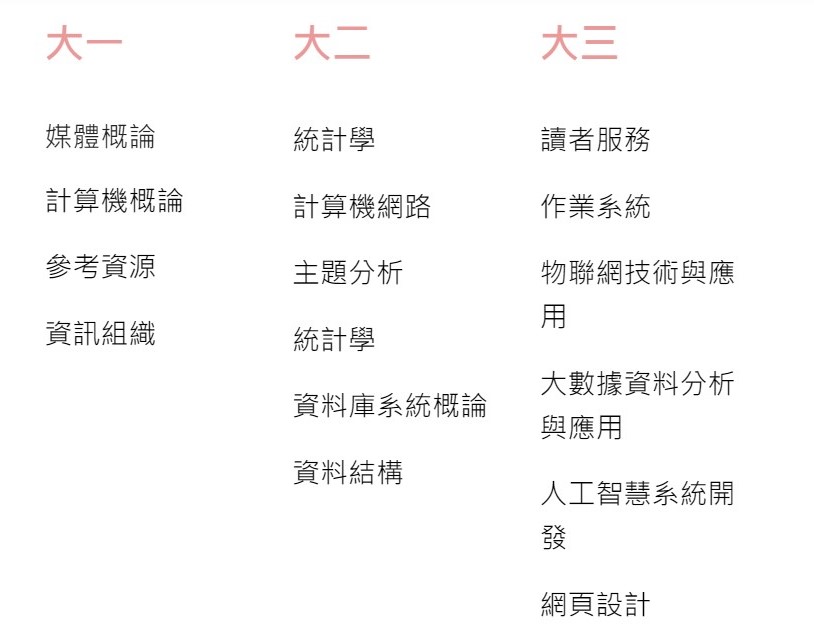 大一
媒體概論
計算機概論
參考資源
資訊組織
大二
統計學
計算機網路
主題分析
統計學
資料庫系統概論
資料結構
大三
讀者服務
作業系統
物聯網技術與應
用
大數據資料分析
與應用
人工智慧系統開
發
網頁設計